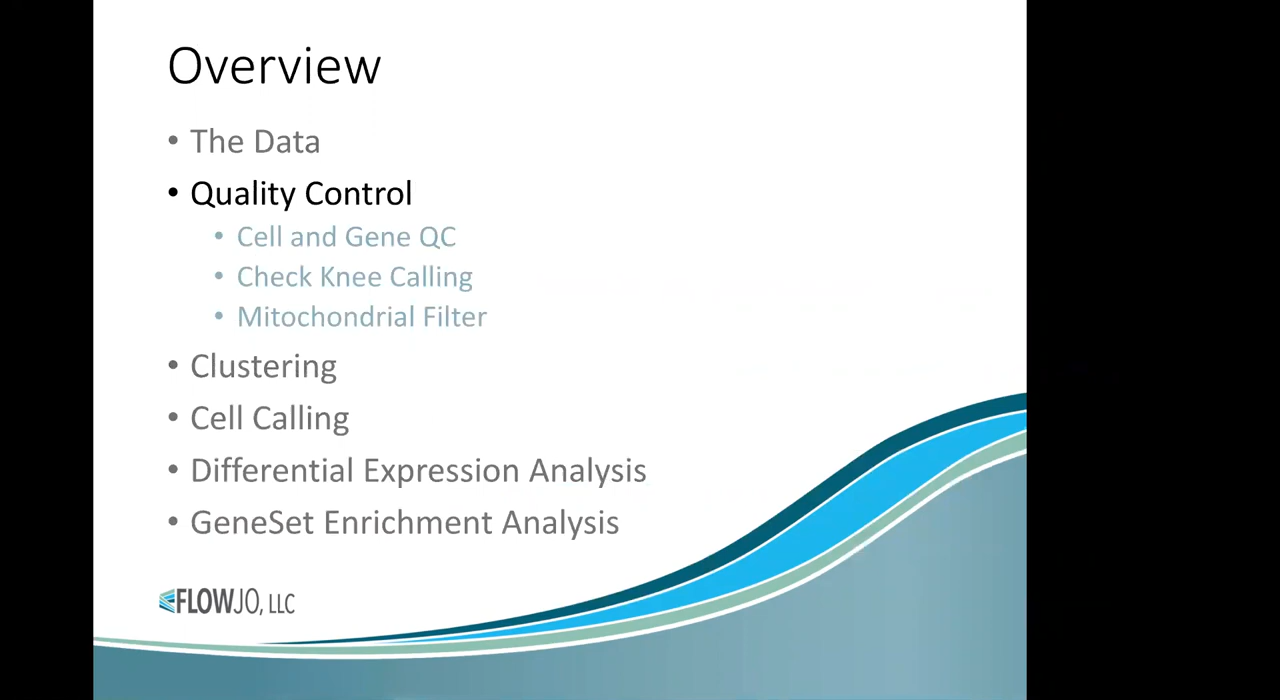 Overview
• The Data
• Quality Control
• Cell and Gene QC
• Check Knee Calling
• Mitochondrial Filter
• Clustering
• Cell Calling
• Differential Expression Analysis
• GeneSet Enrichment Analysis
FLOWJO, LLC